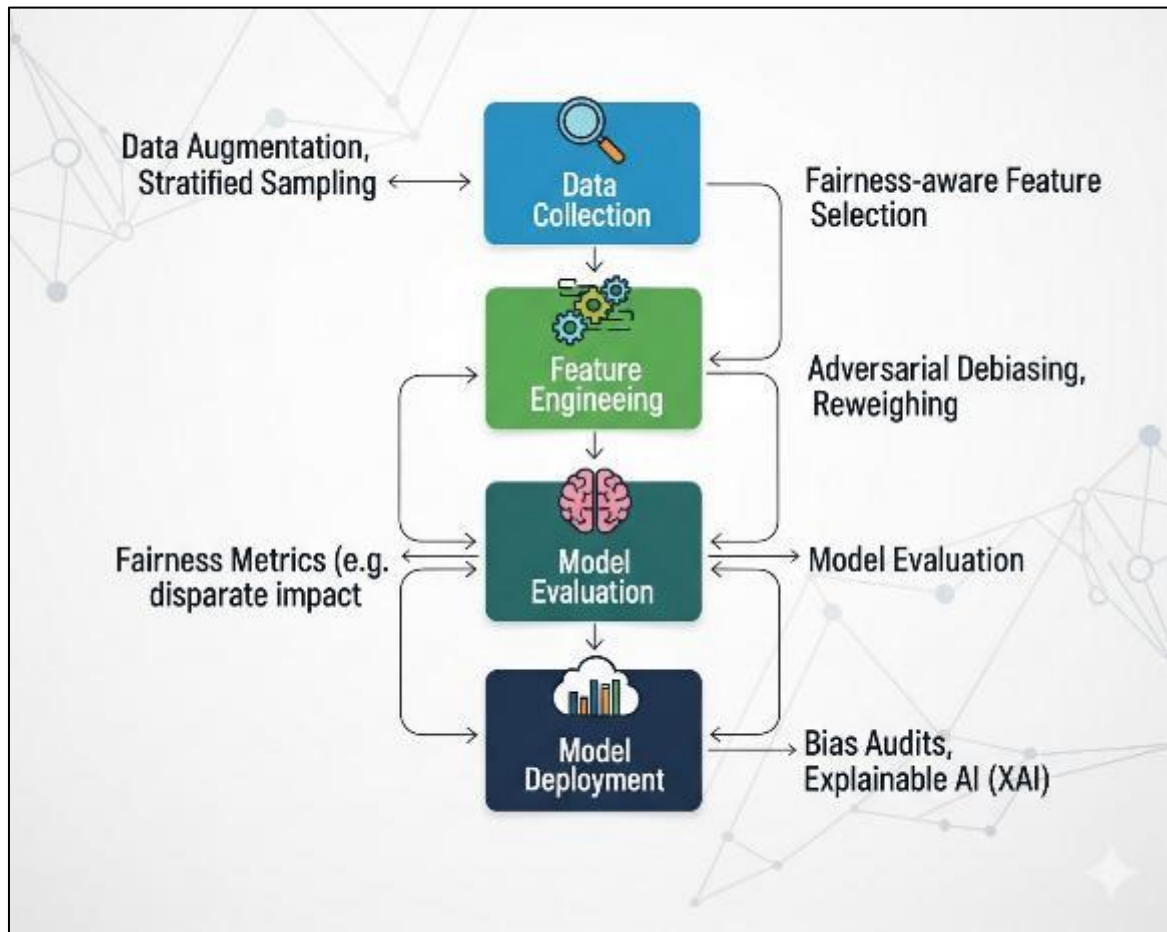 Data Augmentation,
Stratified Sampling
Data
Collection
Fairness-aware Feature
Selection
Feature
Engineeing
Adversarial Debiasing,
Reweighing
Fairness Metrics (e.g.
disparate impact
Model
Evaluation
Model Evaluation
Model
Deployment
Bias Audits,
Explainable AI (XAI)